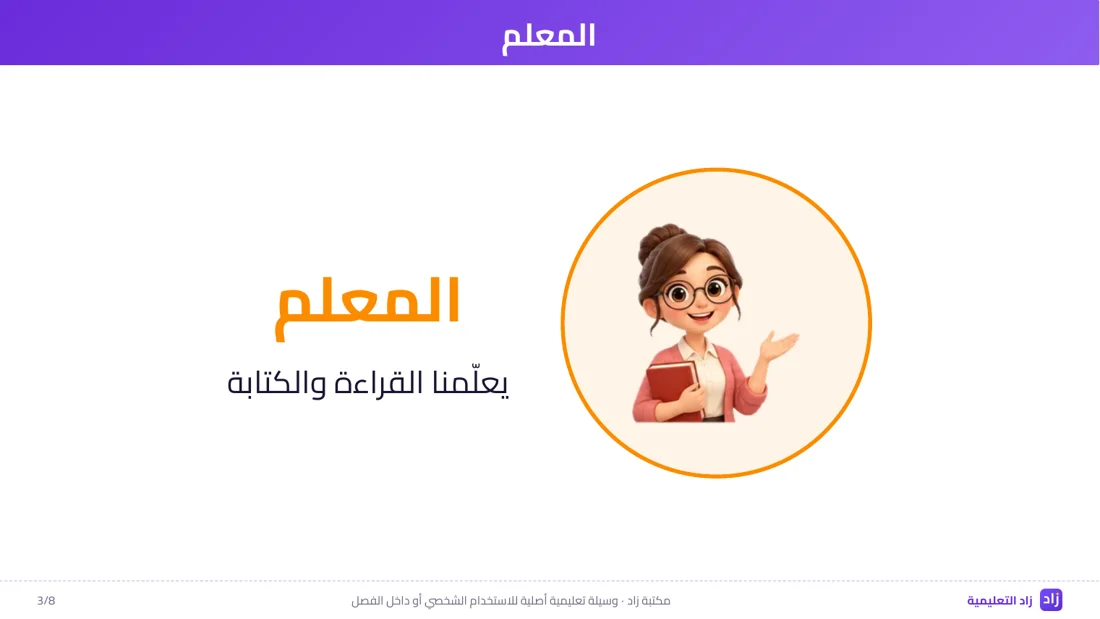 المعلم
المعلم
يعلّمنا القراءة والكتابة
زاد
زاد التعليمية
مكتبة زاد · وسيلة تعليمية أصلية للاستخدام الشخصي أو داخل الفصل
3/8